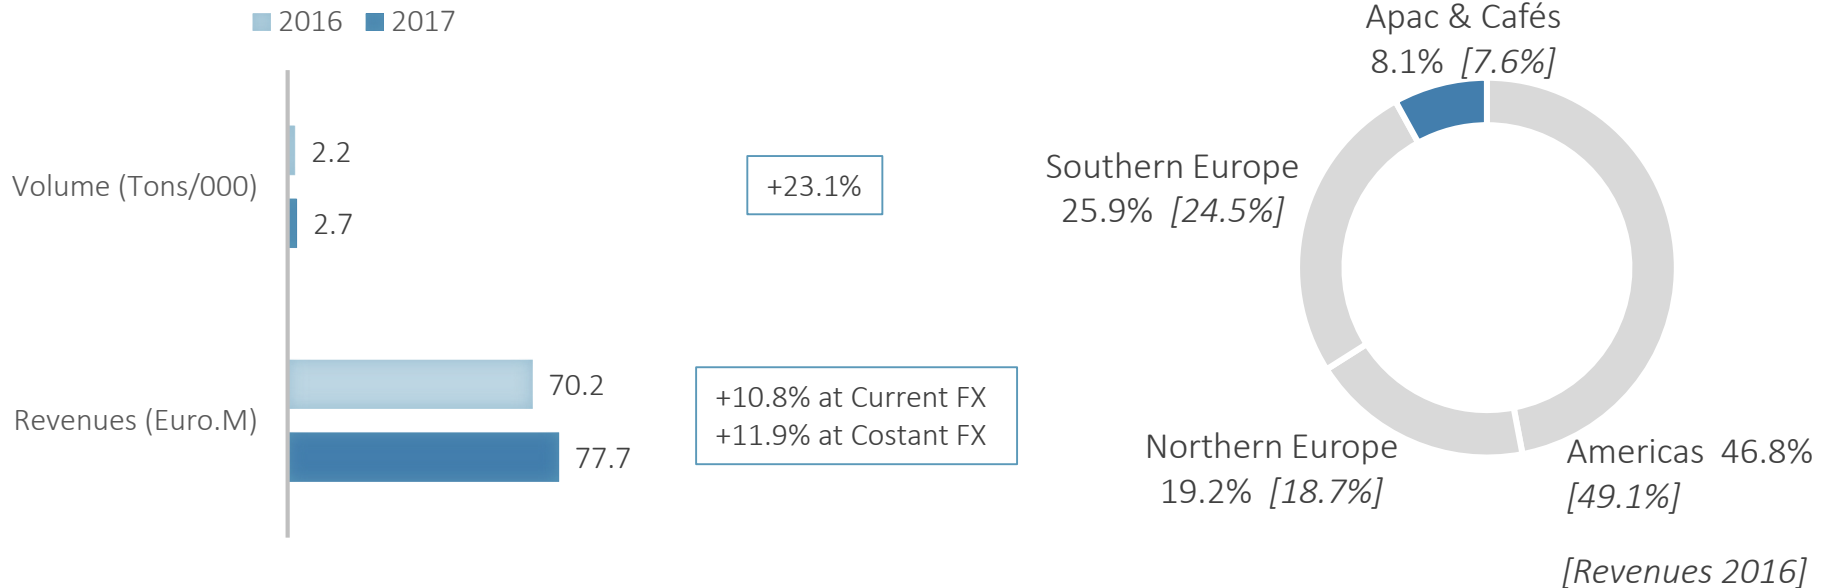 2016 2017
Volume (Tons/000)
2.2
2.7
+23.1%
Revenues (Euro.M)
70.2
77.7
+10.8% at Current FX
+11.9% at Costant FX
Apac & Cafés
8.1% [7.6%]
Southern Europe
25.9% [24.5%]
Northern Europe
19.2% [18.7%]
Americas 46.8%
[49.1%]
[Revenues 2016]